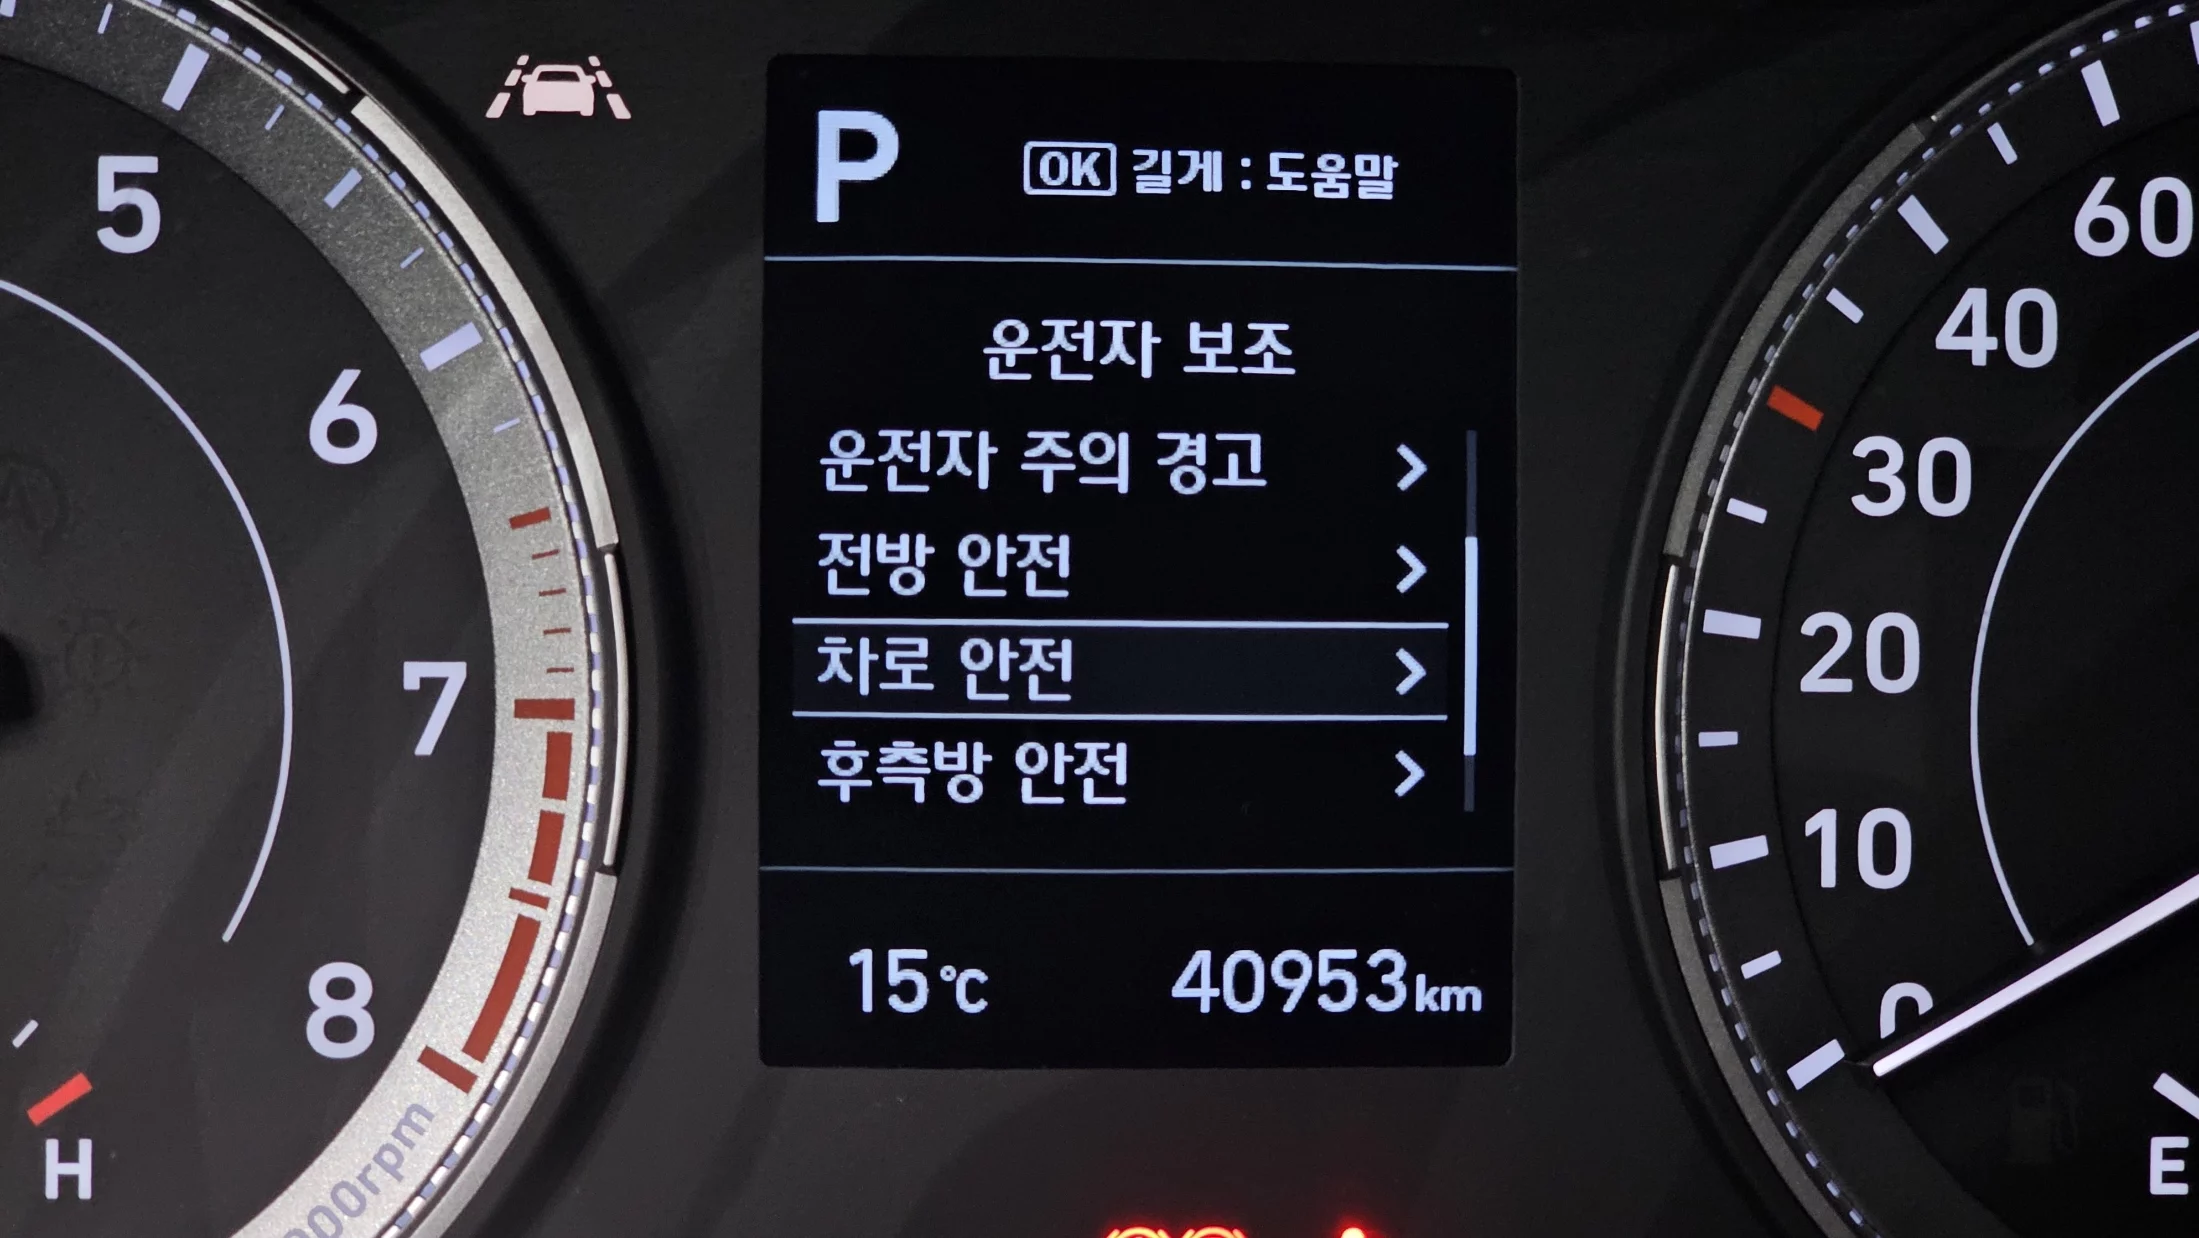 P
OK 길게 : 도움말
운전자 보조
운전자 주의 경고
전방 안전
차로 안전
후측방 안전
15℃ 40953km
5
6
7
8
H
60
40
30
20
10
0
E